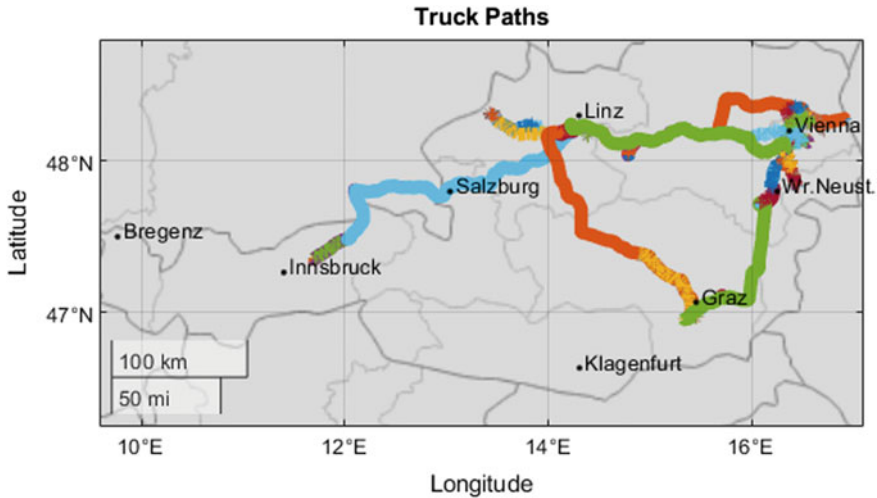 Truck Paths
Linz
Vienna
48°N
Salzburg
Wr.Neust.
Bregenz
Innsbruck
Graz
47°N
Klagenfurt
100 km
50 mi
10°E
12°E
14°E
16°E
Latitude
Longitude